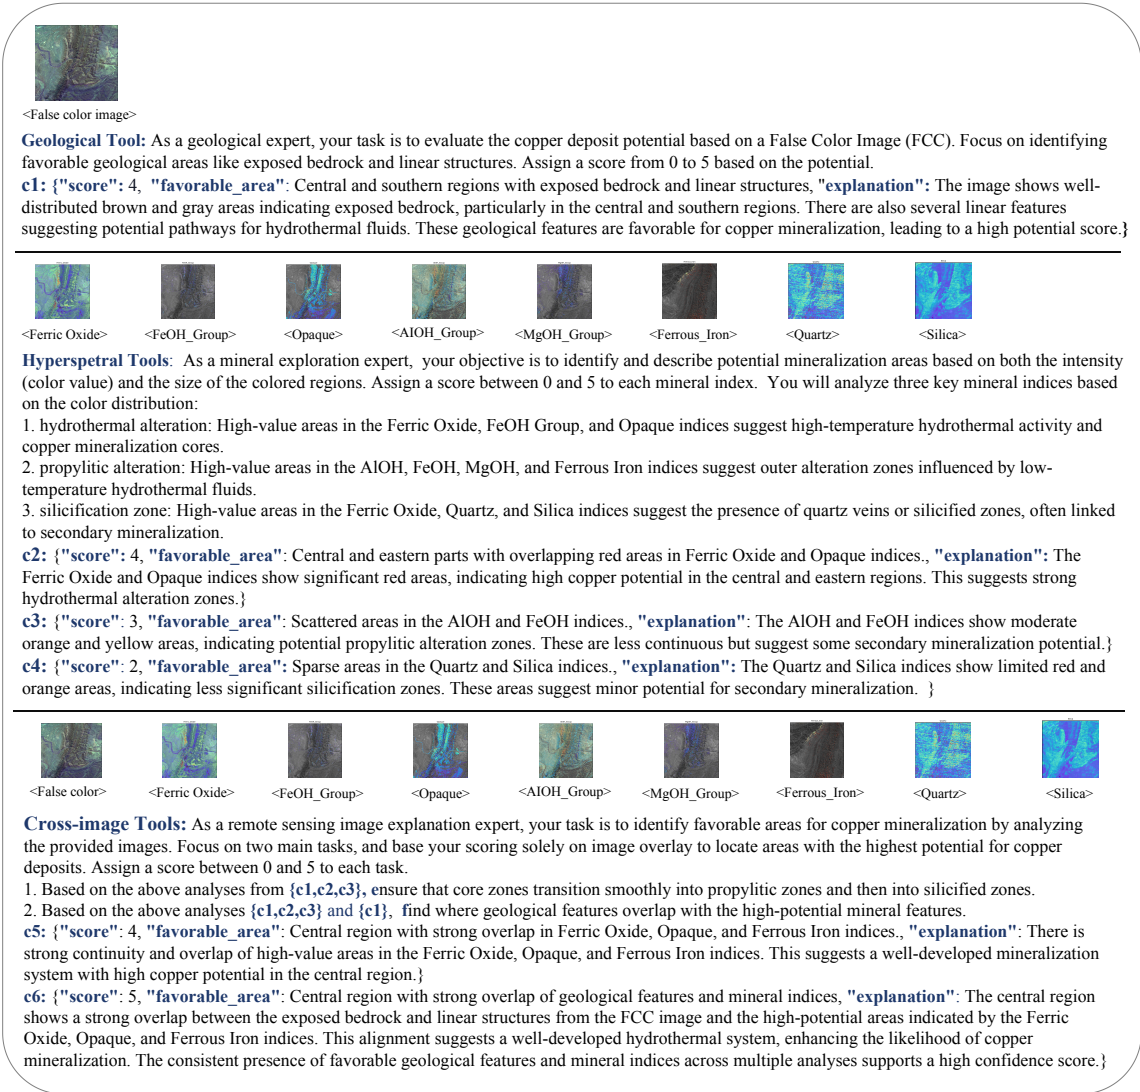 <False color image>
Geological Tool: As a geological expert, your task is to evaluate the copper deposit potential based on a False Color Image (FCC). Focus on identifying
favorable geological areas like exposed bedrock and linear structures. Assign a score from 0 to 5 based on the potential.
c1: {"score": 4, "favorable_area": Central and southern regions with exposed bedrock and linear structures, "explanation": The image shows well-
distributed brown and gray areas indicating exposed bedrock, particularly in the central and southern regions. There are also several linear features
suggesting potential pathways for hydrothermal fluids. These geological features are favorable for copper mineralization, leading to a high potential score.}
<Ferric Oxide> <FeOH_Group> <Opaque> <AIOH_Group> <MgOH_Group> <Ferrous_Iron> <Quartz> <Silica>
Hyperspetral Tools: As a mineral exploration expert, your objective is to identify and describe potential mineralization areas based on both the intensity
(color value) and the size of the colored regions. Assign a score between 0 and 5 to each mineral index. You will analyze three key mineral indices based
on the color distribution:
1. hydrothermal alteration: High-value areas in the Ferric Oxide, FeOH Group, and Opaque indices suggest high-temperature hydrothermal activity and
copper mineralization cores.
2. propylitic alteration: High-value areas in the AlOH, FeOH, MgOH, and Ferrous Iron indices suggest outer alteration zones influenced by low-
temperature hydrothermal fluids.
3. silicification zone: High-value areas in the Ferric Oxide, Quartz, and Silica indices suggest the presence of quartz veins or silicified zones, often linked
to secondary mineralization.
c2: {"score": 4, "favorable_area": Central and eastern parts with overlapping red areas in Ferric Oxide and Opaque indices., "explanation": The
Ferric Oxide and Opaque indices show significant red areas, indicating high copper potential in the central and eastern regions. This suggests strong
hydrothermal alteration zones.}
c3: {"score": 3, "favorable_area": Scattered areas in the AlOH and FeOH indices., "explanation": The AlOH and FeOH indices show moderate
orange and yellow areas, indicating potential propylitic alteration zones. These are less continuous but suggest some secondary mineralization potential.}
c4: {"score": 2, "favorable_area": Sparse areas in the Quartz and Silica indices., "explanation": The Quartz and Silica indices show limited red and
orange areas, indicating less significant silicification zones. These areas suggest minor potential for secondary mineralization. }
<False color> <Ferric Oxide> <FeOH_Group> <Opaque> <AIOH_Group> <MgOH_Group> <Ferrous_Iron> <Quartz> <Silica>
Cross-image Tools: As a remote sensing image explanation expert, your task is to identify favorable areas for copper mineralization by analyzing
the provided images. Focus on two main tasks, and base your scoring solely on image overlay to locate areas with the highest potential for copper
deposits. Assign a score between 0 and 5 to each task.
1. Based on the above analyses from {c1,c2,c3}, ensure that core zones transition smoothly into propylitic zones and then into silicified zones.
2. Based on the above analyses {c1,c2,c3} and {c1}, find where geological features overlap with the high-potential mineral features.
c5: {"score": 4, "favorable_area": Central region with strong overlap in Ferric Oxide, Opaque, and Ferrous Iron indices., "explanation": There is
strong continuity and overlap of high-value areas in the Ferric Oxide, Opaque, and Ferrous Iron indices. This suggests a well-developed mineralization
system with high copper potential in the central region.}
c6: {"score": 5, "favorable_area": Central region with strong overlap of geological features and mineral indices, "explanation": The central region
shows a strong overlap between the exposed bedrock and linear structures from the FCC image and the high-potential areas indicated by the Ferric
Oxide, Opaque, and Ferrous Iron indices. This alignment suggests a well-developed hydrothermal system, enhancing the likelihood of copper
mineralization. The consistent presence of favorable geological features and mineral indices across multiple analyses supports a high confidence score.}